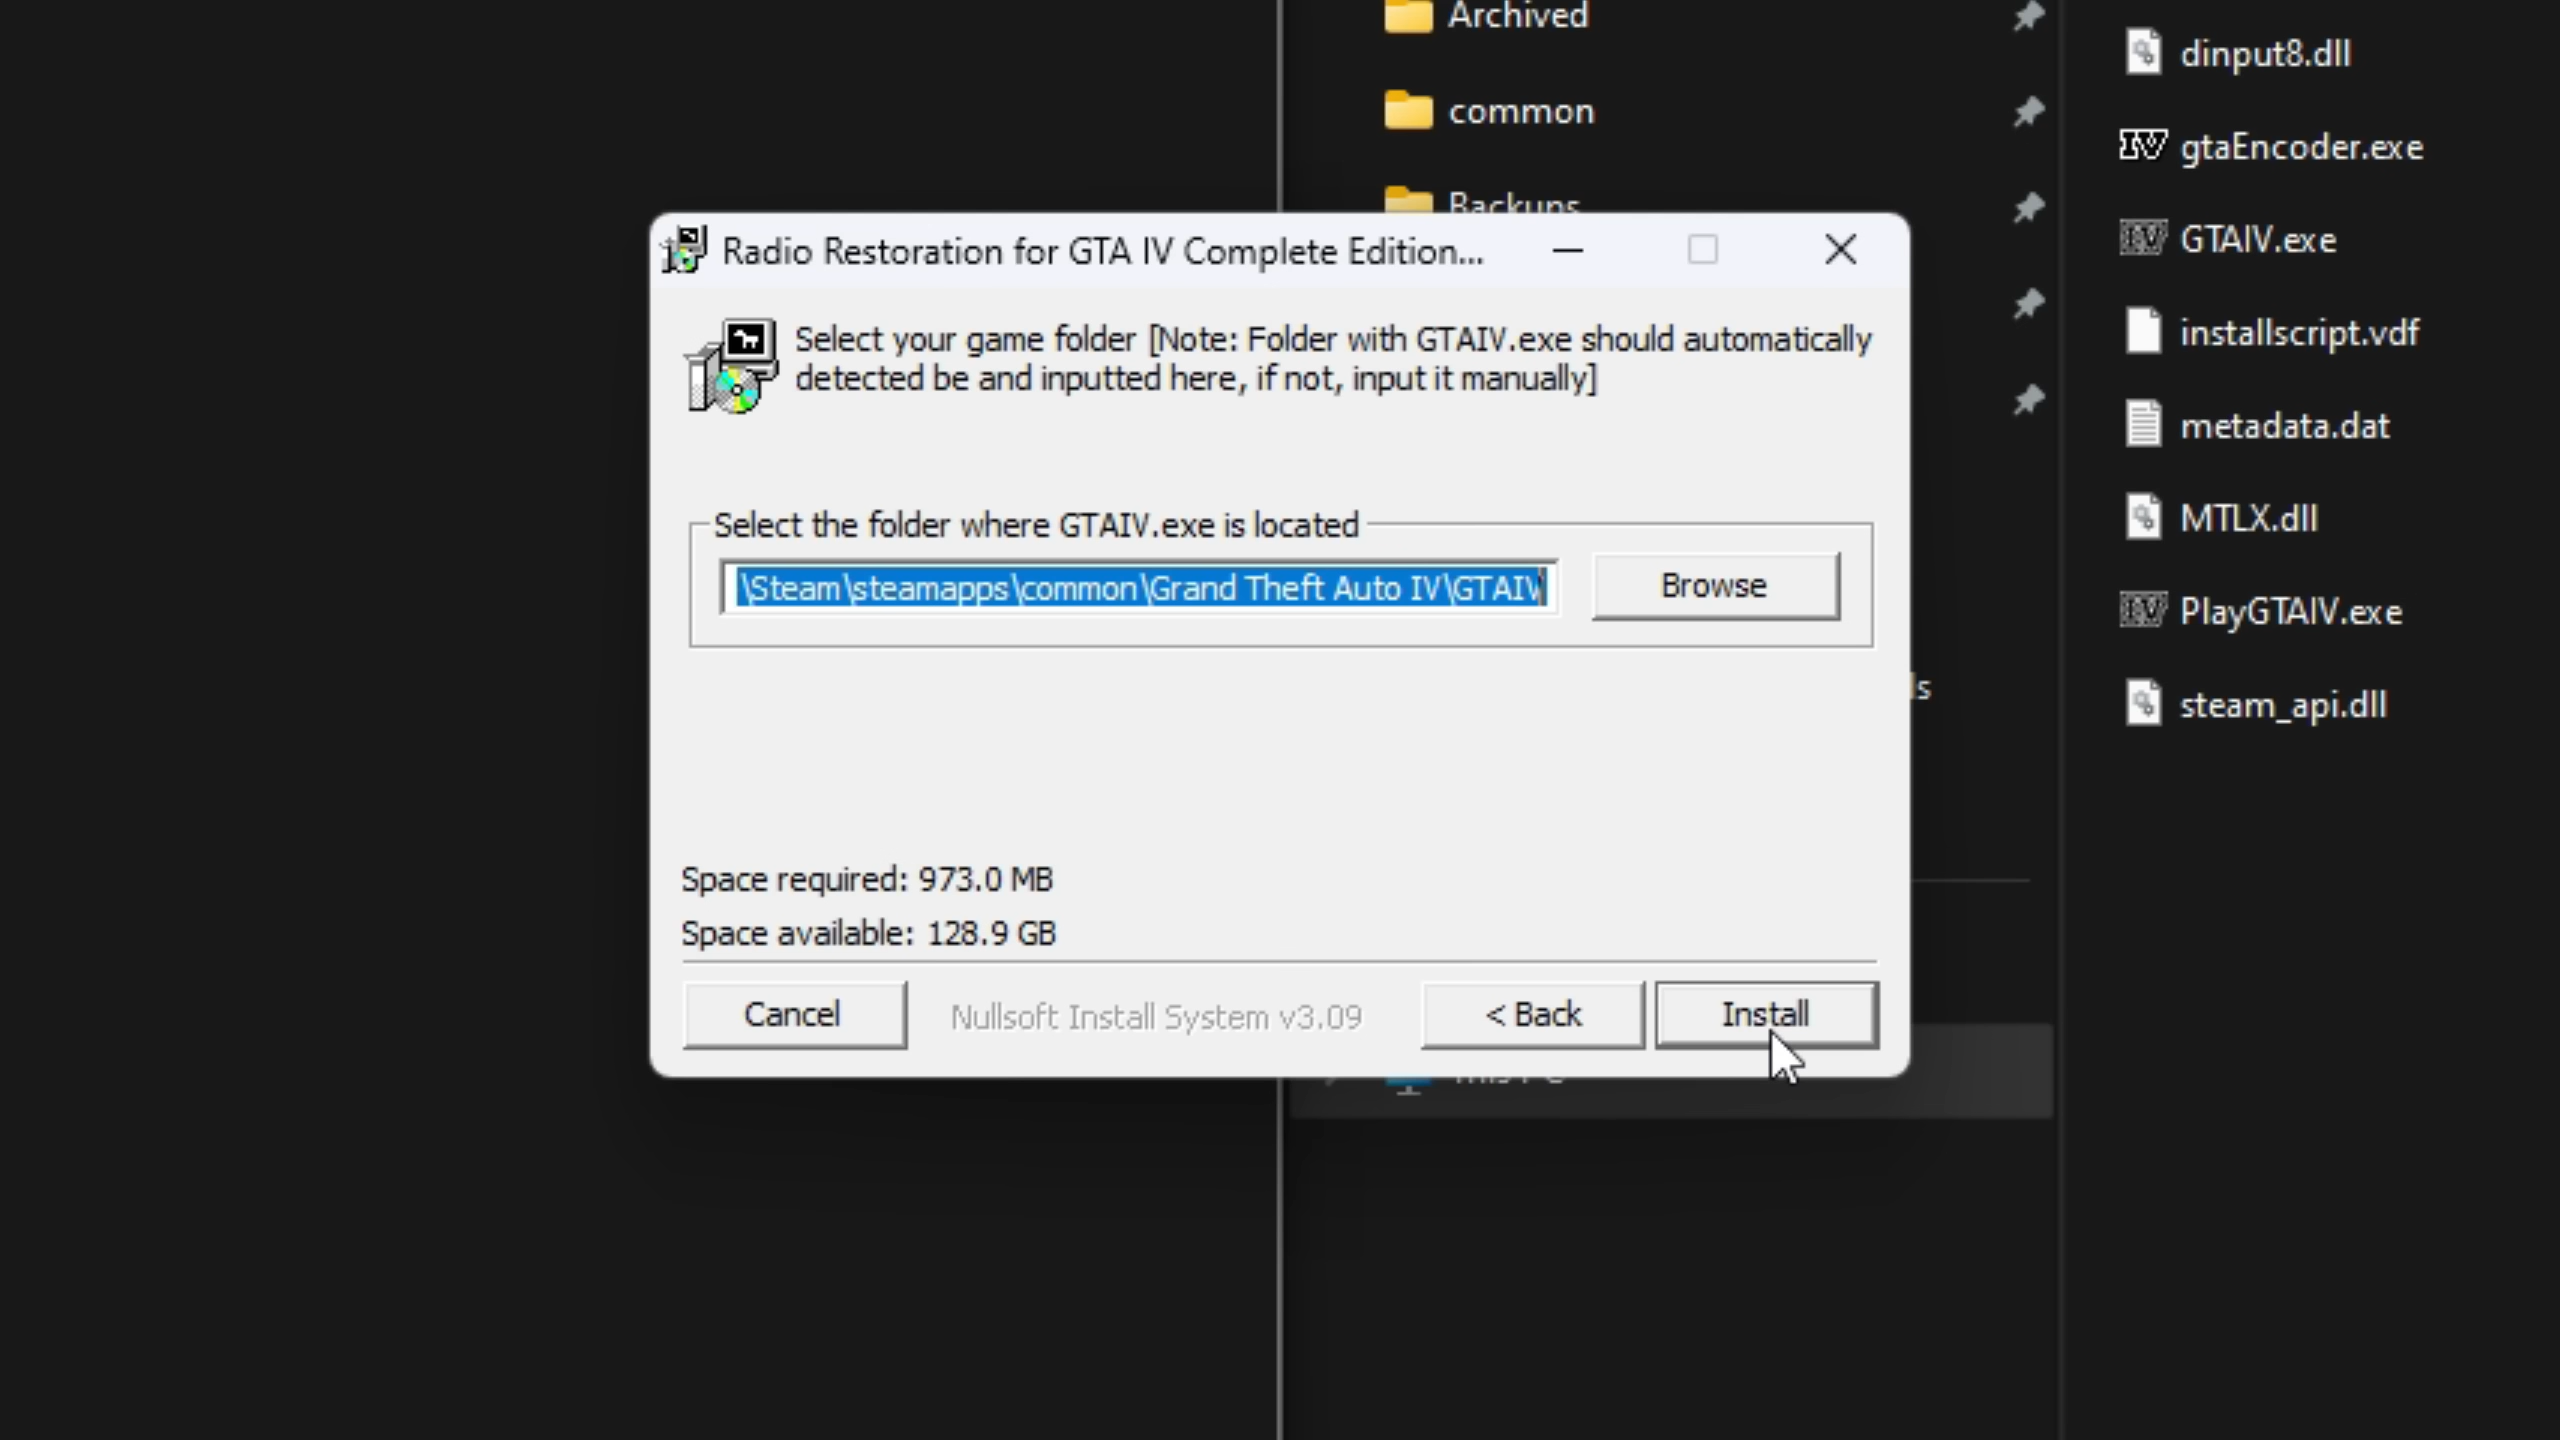 Archived
common
Backups
Radio Restoration for GTA IV Complete Edition...
Select your game folder [Note: Folder with GTAIV.exe should automatically
detected be and inputted here, if not, input it manually]
Select the folder where GTAIV.exe is located
\Steam\steamapps\common\Grand Theft Auto IV\GTAIV
Browse
Space required: 973.0 MB
Space available: 128.9 GB
Cancel
Nullsoft Install System v3.09
< Back
Install
ls
This PC
dinput8.dll
gtaEncoder.exe
GTAIV.exe
installscript.vdf
metadata.dat
MTLX.dll
PlayGTAIV.exe
steam_api.dll